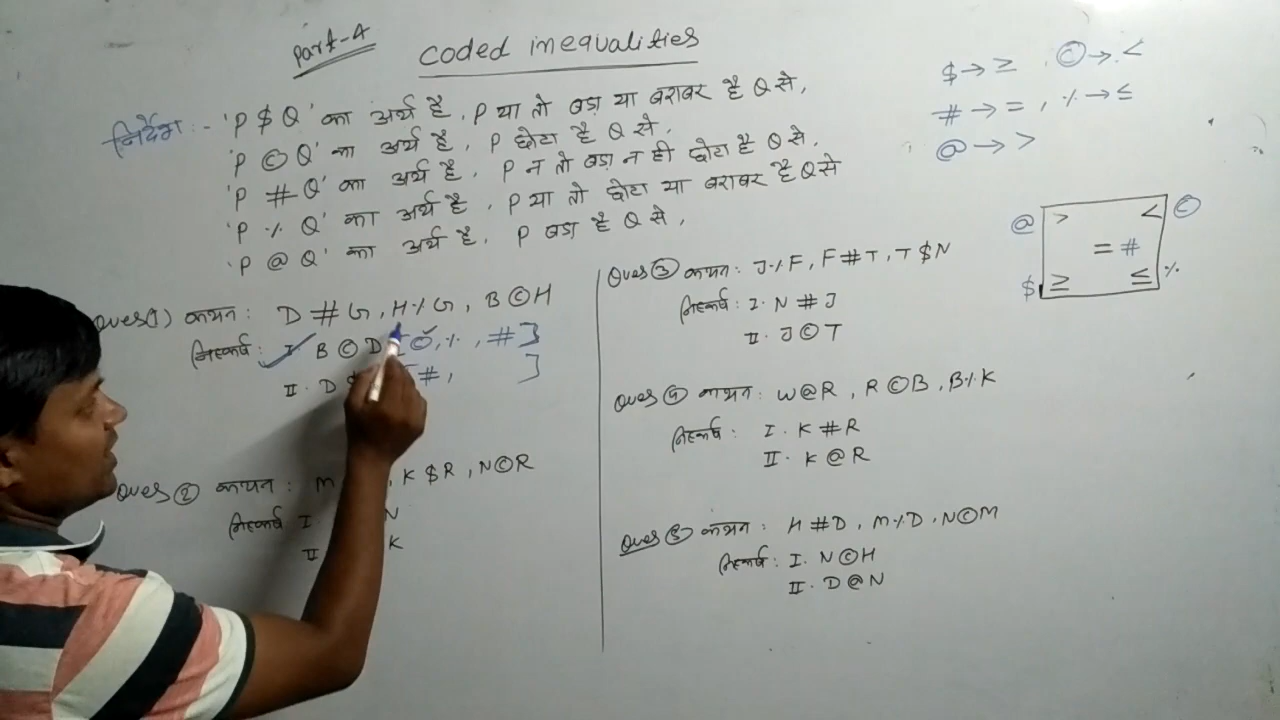 Part-4
Coded inequalities
निर्देश :- 'P $ Q' का अर्थ है, P या तो बड़ा या बराबर है Q से,
'P © Q' का अर्थ है, P छोटा है Q से,
'P # Q' का अर्थ है, P न तो बड़ा न ही छोटा है Q से,
'P % Q' का अर्थ है, P या तो छोटा या बराबर है Q से
'P @ Q' का अर्थ है, P बड़ा है Q से,
$ → ≥ , © → <
# → = , % → ≤
@ → >
@ > < ©
= #
$ ≥ ≤ %
Ques(1) कथन : D # G, H % G, B © H
निष्कर्ष : I. B © D [©, %, #]
II. D [#, ]
Ques (2) कथन : M , K $ R, N © R
निष्कर्ष I. N
II K
Ques (3) कथन : J % F, F # T, T $ N
निष्कर्ष : I. N # J
II. J © T
Ques (4) कथन : W @ R, R © B, B % K
निष्कर्ष : I. K # R
II. K @ R
Ques (5) कथन : H # D, M % D, N © M
निष्कर्ष : I. N © H
II. D @ N